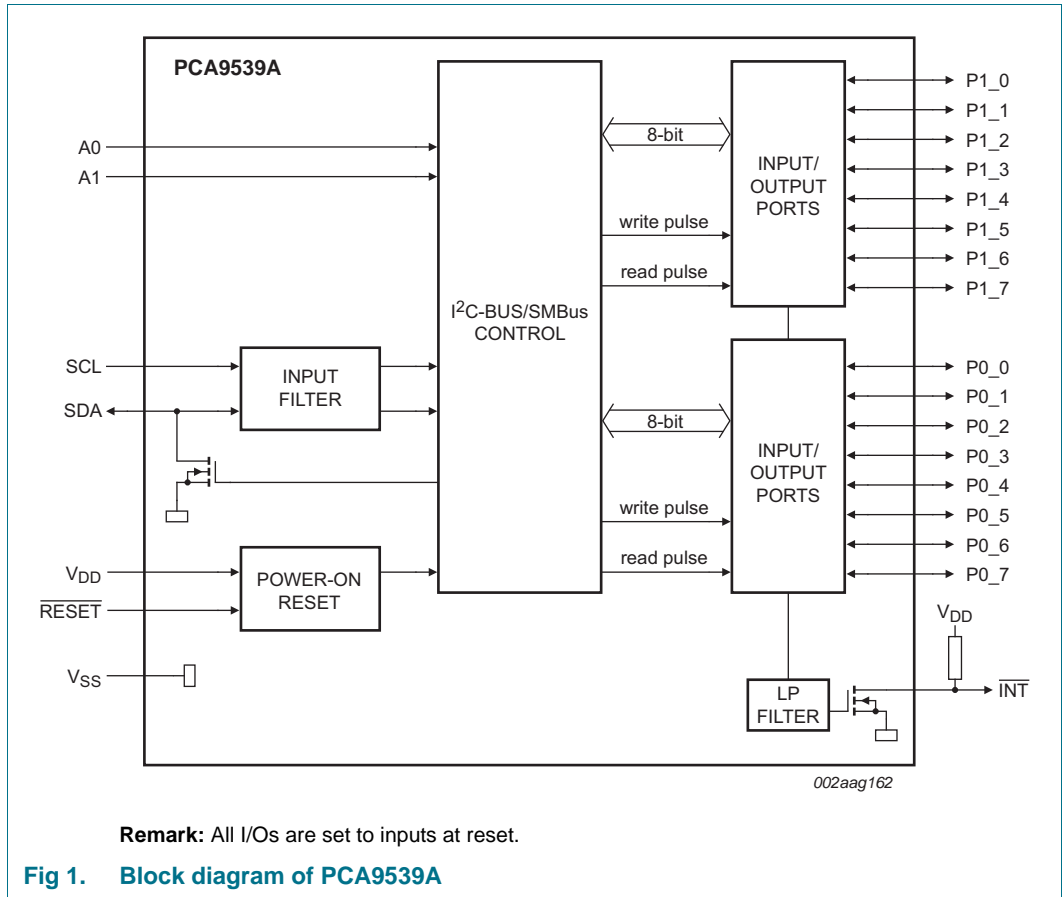 PCA9539A
A0
A1
SCL
SDA
VDD
RESET
VSS
INPUT
FILTER
POWER-ON
RESET
I2C-BUS/SMBus
CONTROL
8-bit
write pulse
read pulse
8-bit
write pulse
read pulse
INPUT/
OUTPUT
PORTS
INPUT/
OUTPUT
PORTS
LP
FILTER
P1_0
P1_1
P1_2
P1_3
P1_4
P1_5
P1_6
P1_7
P0_0
P0_1
P0_2
P0_3
P0_4
P0_5
P0_6
P0_7
VDD
INT
002aag162
Remark: All I/Os are set to inputs at reset.
Fig 1. Block diagram of PCA9539A